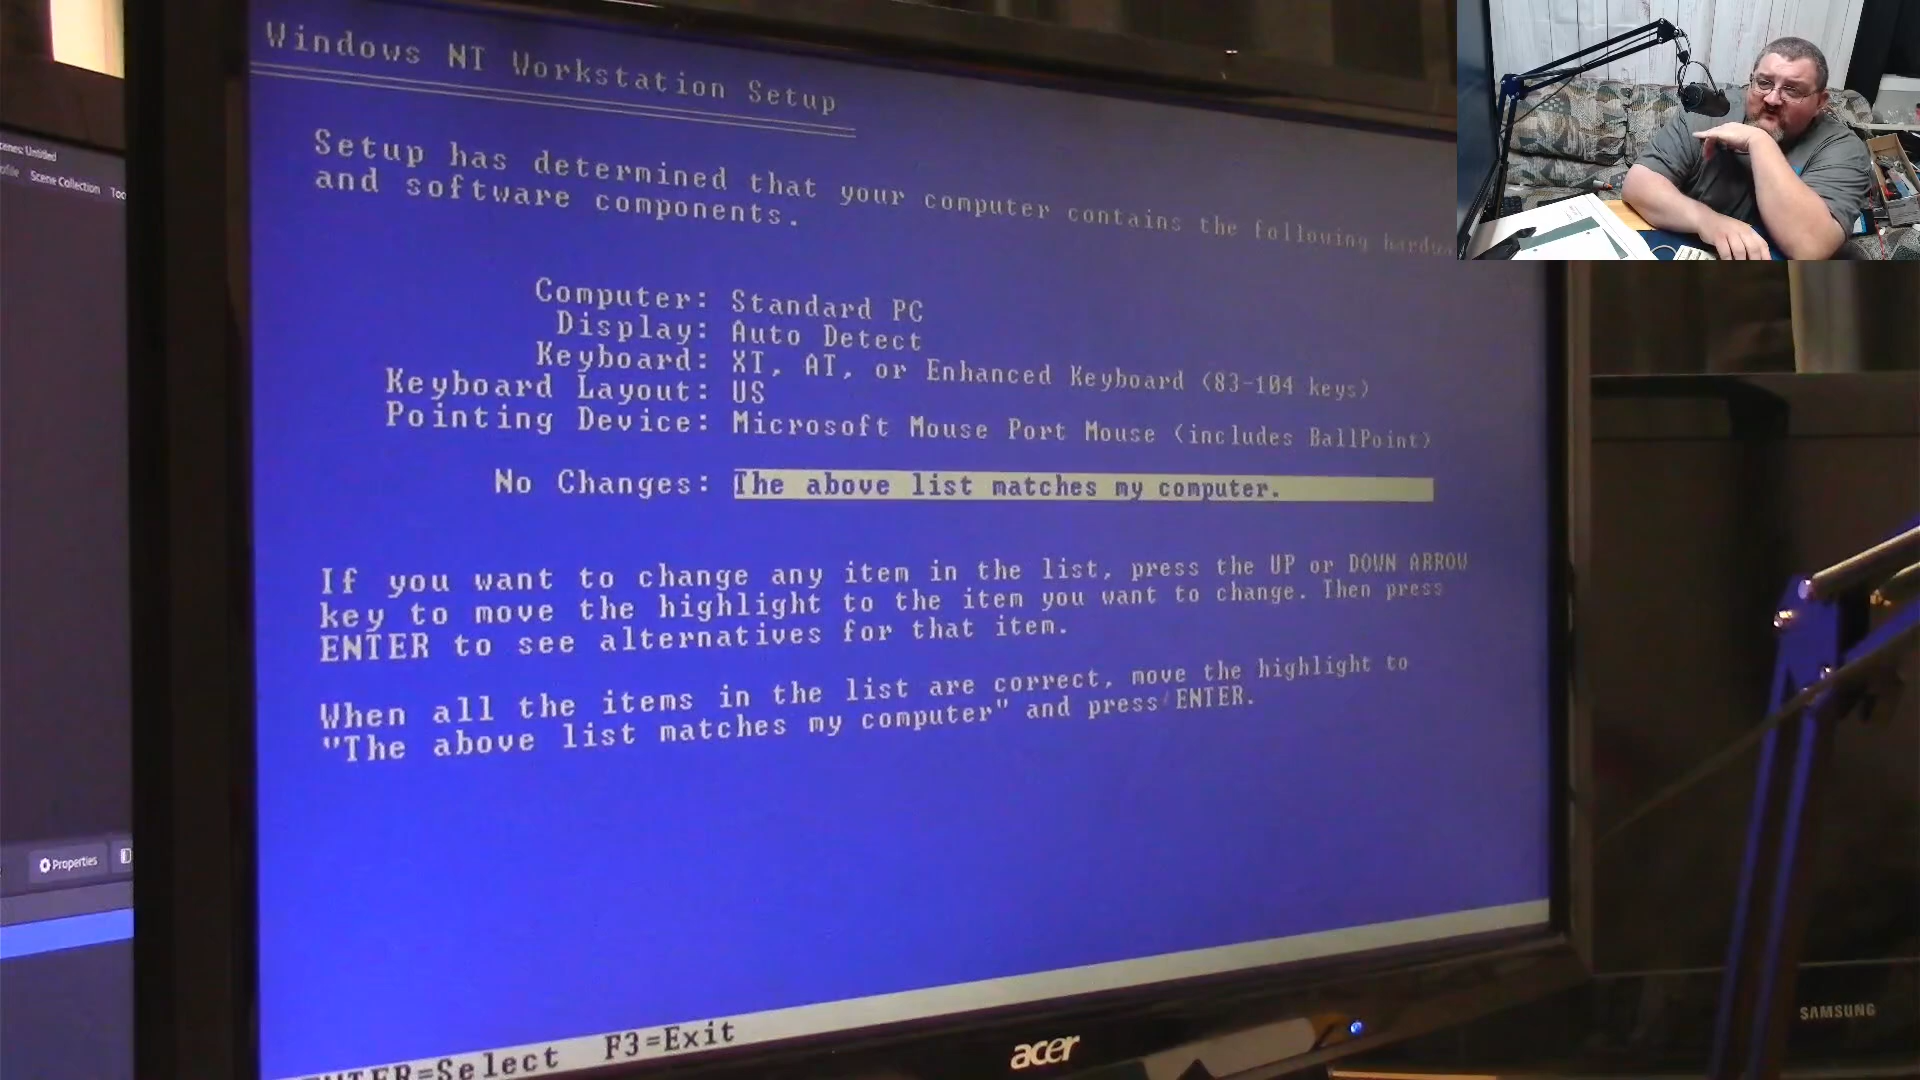 Windows NT Workstation Setup
Setup has determined that your computer contains the following
and software components.
Computer: Standard PC
Display: Auto Detect
Keyboard: XT, AT, or Enhanced Keyboard (83-104 keys)
Keyboard Layout: US
Pointing Device: Microsoft Mouse Port Mouse (includes BallPoint)
No Changes: The above list matches my computer.
If you want to change any item in the list, press the UP or DOWN ARROW
key to move the highlight to the item you want to change. Then press
ENTER to see alternatives for that item.
When all the items in the list are correct, move the highlight to
"The above list matches my computer" and press ENTER.
ENTER=Select F3=Exit
acer
SAMSUNG
Untitled
Scene Collection
Properties